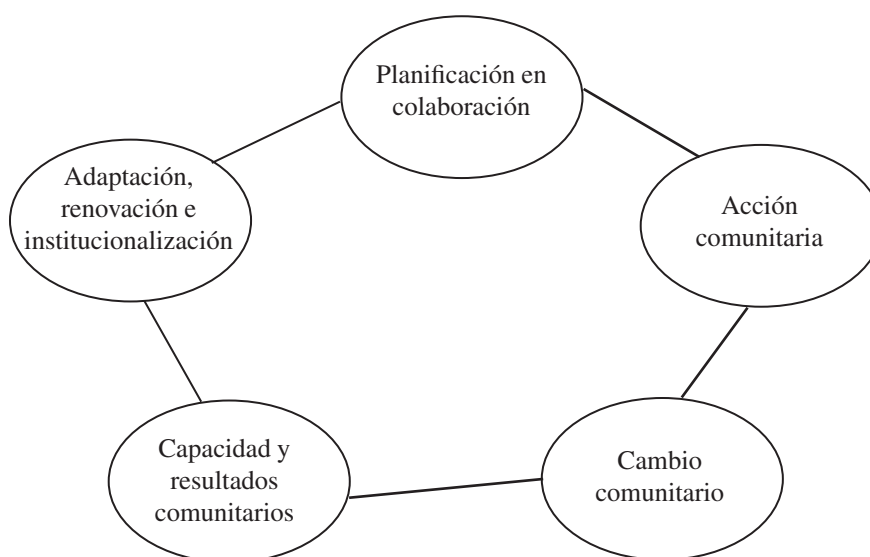 Planificación en
colaboración
Adaptación,
renovación e
institucionalización
Acción
comunitaria
Capacidad y
resultados
comunitarios
Cambio
comunitario